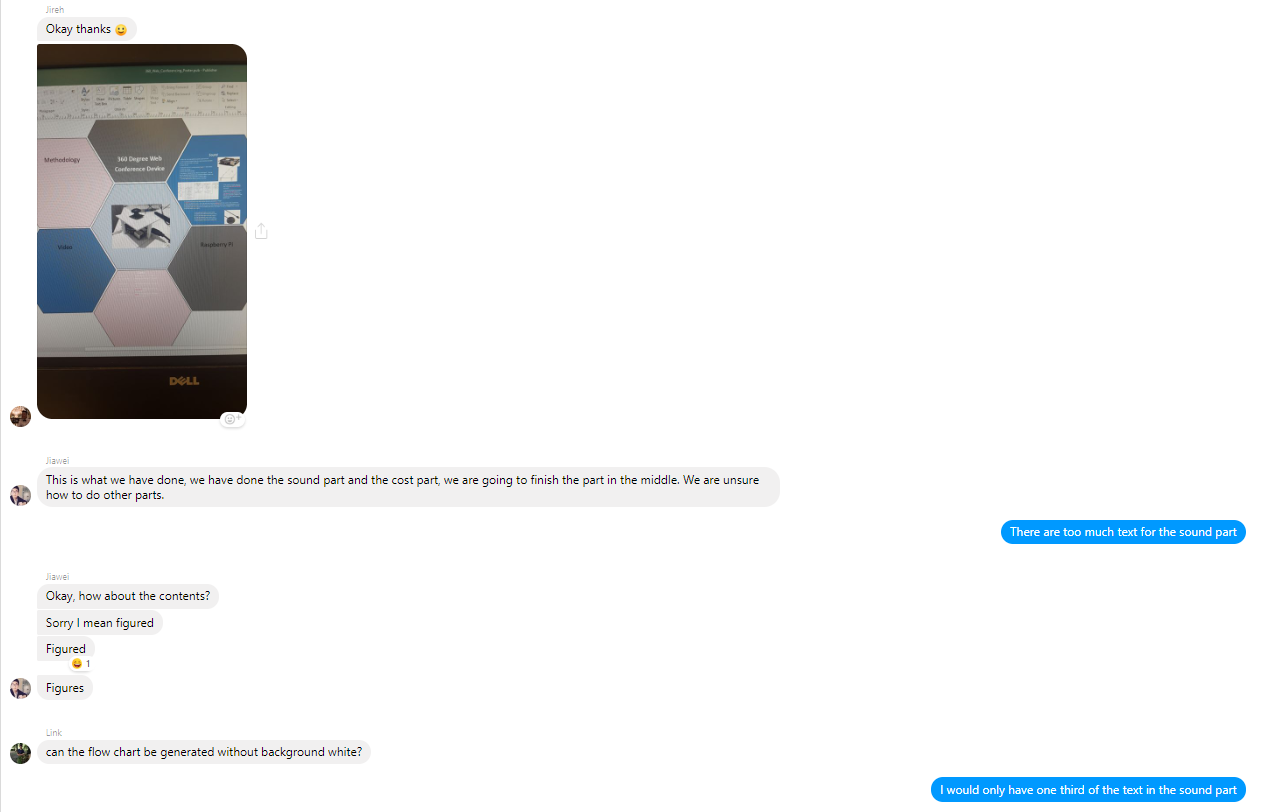 Jireh
Okay thanks
Methodology
360 Degree Web
Conference Device
Video
Raspberry Pi
DELL
Jiawei
This is what we have done, we have done the sound part and the cost part, we are going to finish the part in the middle. We are unsure
how to do other parts.
There are too much text for the sound part
Jiawei
Okay, how about the contents?
Sorry I mean figured
Figured
1
Figures
Link
can the flow chart be generated without background white?
I would only have one third of the text in the sound part